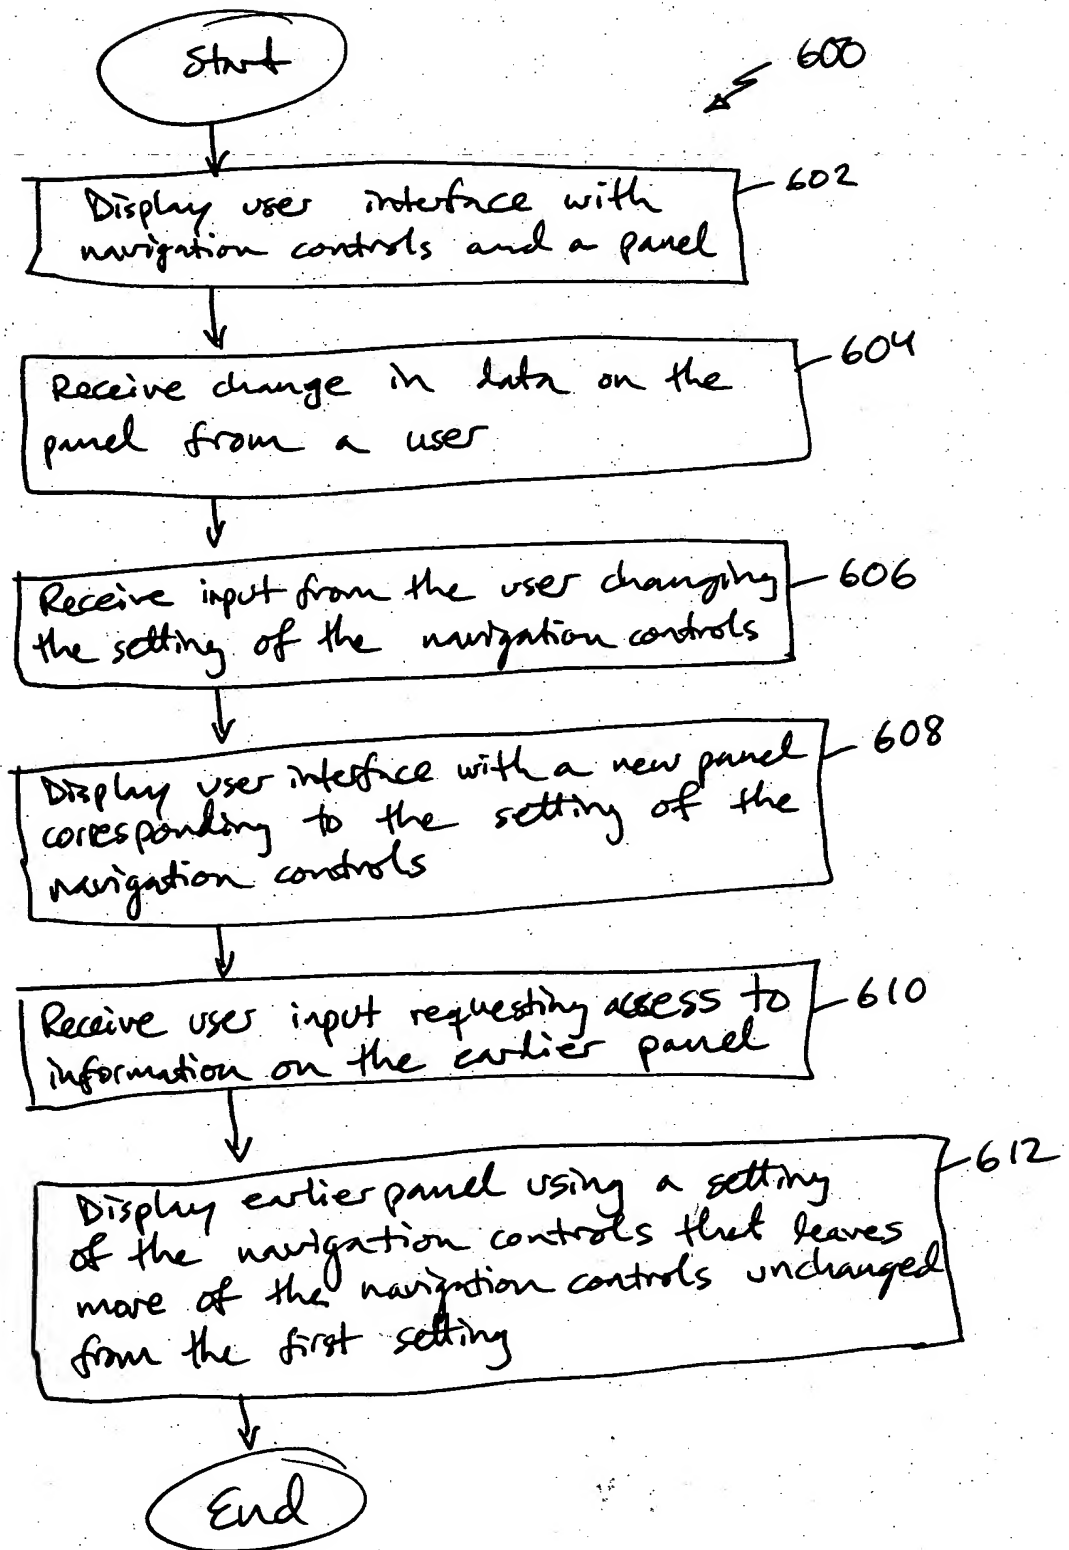 Start
600
Display user interface with
navigation controls and a panel
602
Receive change in data on the
panel from a user
604
Receive input from the user changing
the setting of the navigation controls
606
Display user interface with a new panel
corresponding to the setting of the
navigation controls
608
Receive user input requesting access to
information on the earlier panel
610
Display earlier panel using a setting
of the navigation controls that leaves
more of the navigation controls unchanged
from the first setting
612
End